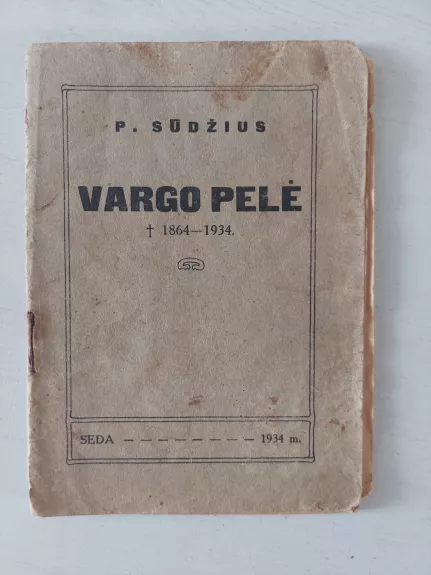 P. SŪDŽIUS
VARGO PELĖ
† 1864—1934.
SEDA – – – – – – – – 1934 m.